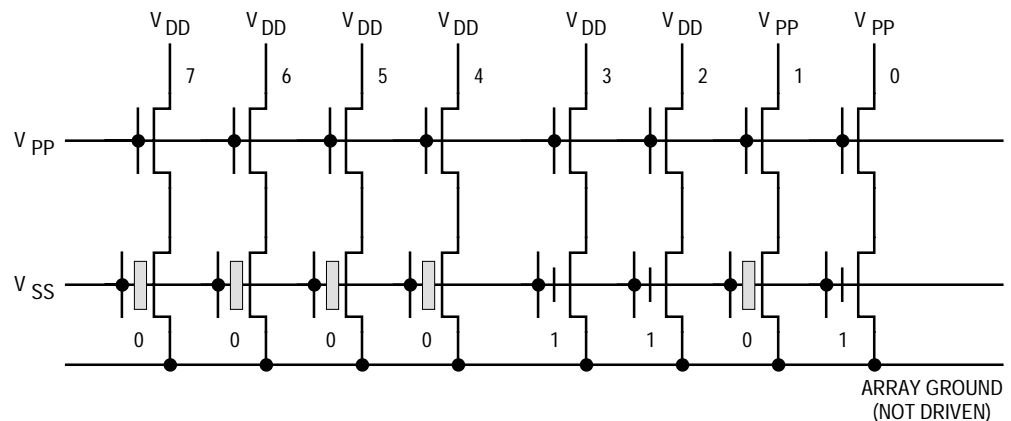 V DD V DD V DD V DD V DD V DD V PP V PP
7 6 5 4 3 2 1 0
V PP
V SS
0 0 0 0 1 1 0 1
ARRAY GROUND
(NOT DRIVEN)